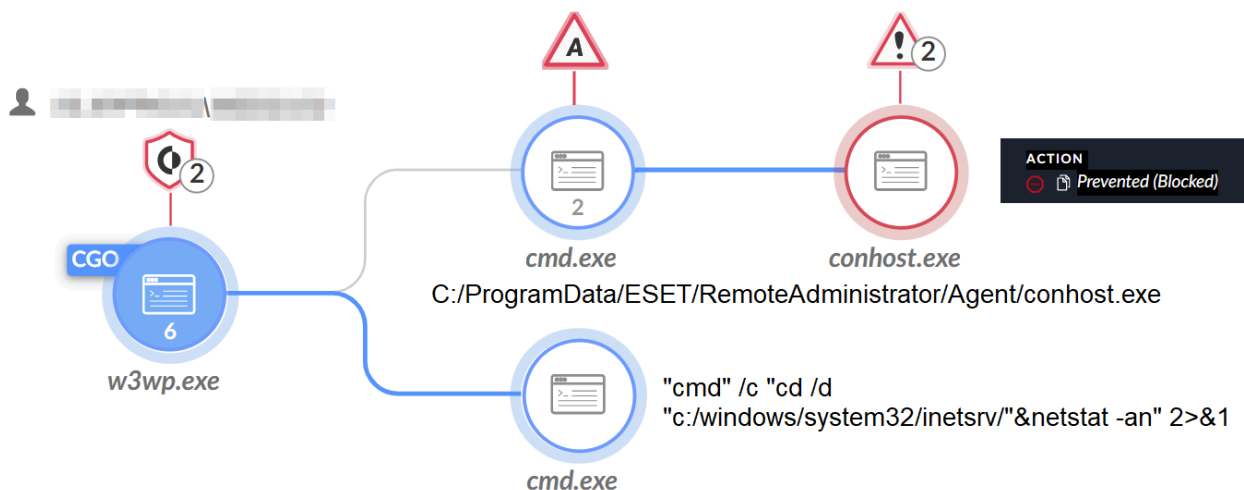 A
!
2
\
2
ACTION
Prevented (Blocked)
2
CGO
cmd.exe
conhost.exe
C:/ProgramData/ESET/RemoteAdministrator/Agent/conhost.exe
6
w3wp.exe
"cmd" /c "cd /d
"c:/windows/system32/inetsrv/"&netstat -an" 2>&1
cmd.exe